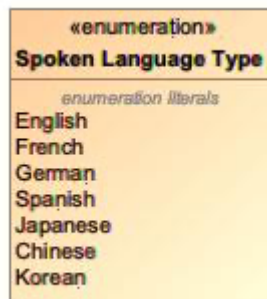 «enumeration»
Spoken Language Type
enumeration literals
English
French
German
Spanish
Japanese
Chinese
Korean